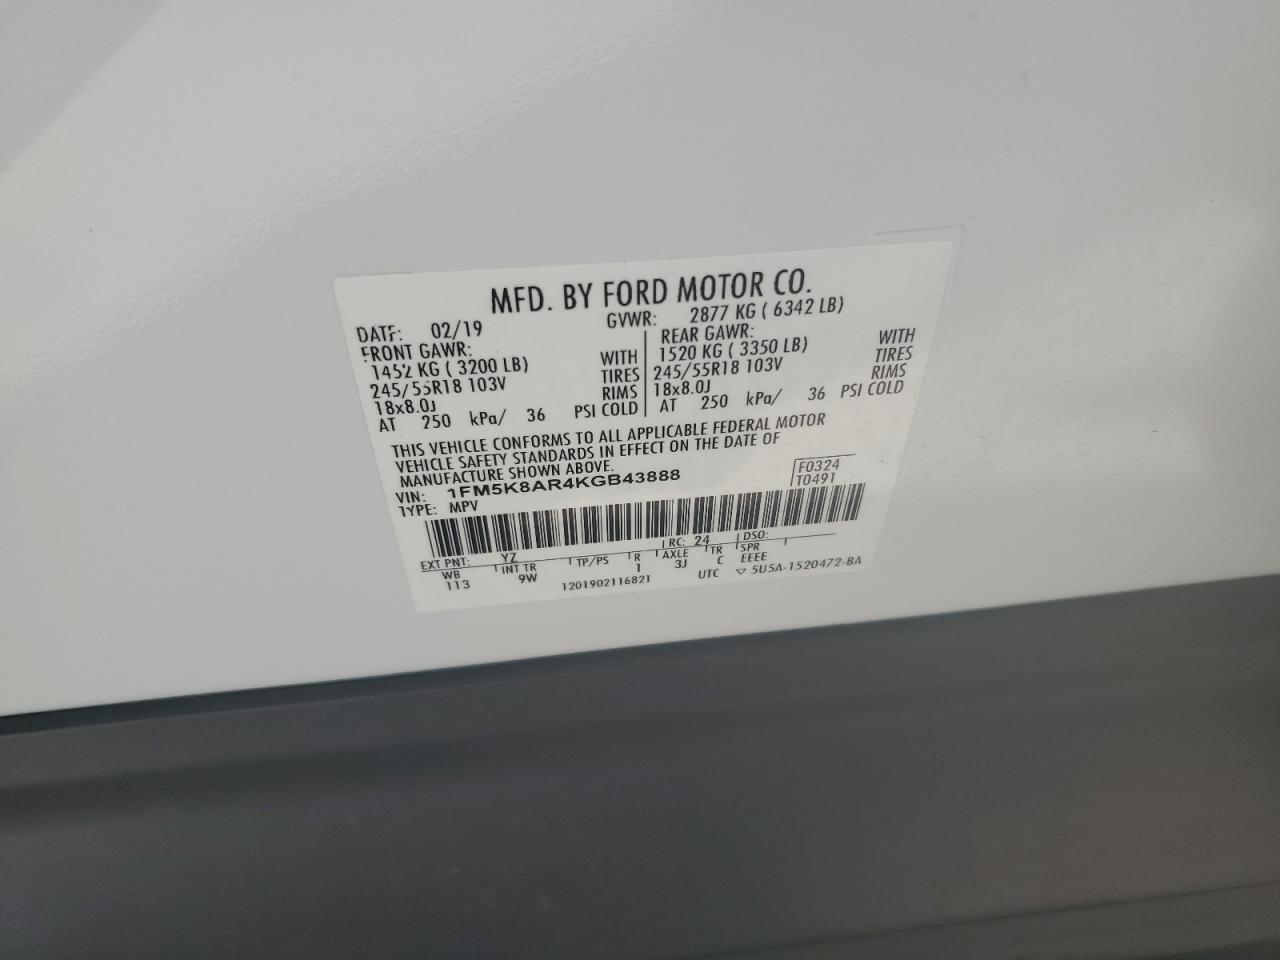 MFD. BY FORD MOTOR CO.
DATE: 02/19 GVWR: 2877 KG ( 6342 LB)
FRONT GAWR: REAR GAWR: WITH
1452 KG ( 3200 LB) WITH 1520 KG ( 3350 LB) TIRES
245/55R18 103V TIRES 245/55R18 103V RIMS
18x8.0J RIMS 18x8.0J
AT 250 kPa/ 36 PSI COLD AT 250 kPa/ 36 PSI COLD
THIS VEHICLE CONFORMS TO ALL APPLICABLE FEDERAL MOTOR
VEHICLE SAFETY STANDARDS IN EFFECT ON THE DATE OF
MANUFACTURE SHOWN ABOVE.
VIN: 1FM5K8AR4KGB43888 F0324
TYPE: MPV T0491
EXT PNT: YZ RC: 24 DSO:
WB INT TR TP/PS R AXLE TR SPR
113 9W 1 3J C EEEE
1201902116821 UTC ▽ 5U5A-1520472-BA